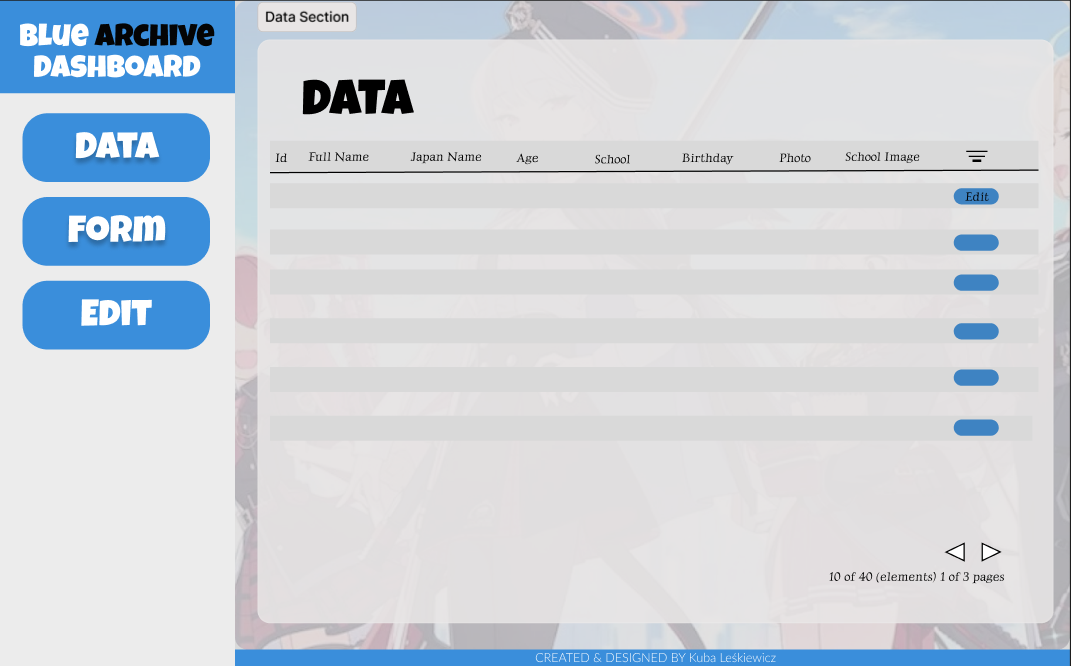 BLUE ARCHIVE
DASHBOARD
DATA
FORM
EDIT
Data Section
DATA
Id Full Name Japan Name Age School Birthday Photo School Image
Edit
10 of 40 (elements) 1 of 3 pages
CREATED & DESIGNED BY Kuba Leśkiewicz